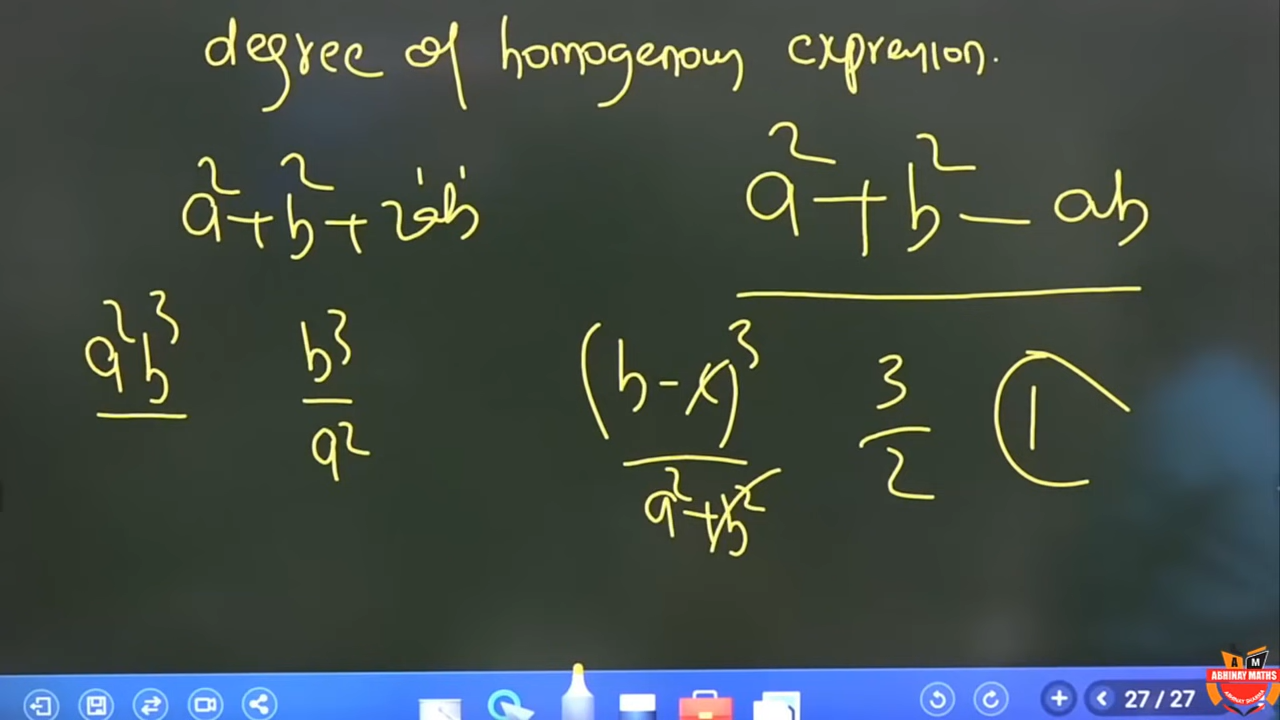 degree of homogenous expression.
a²+b²+2a¹b¹
a²+b²-ab
a²b³
b³/a²
(b-x)³/a²+b²
3/2
1
27 / 27
A M
ABHINAY MATHS